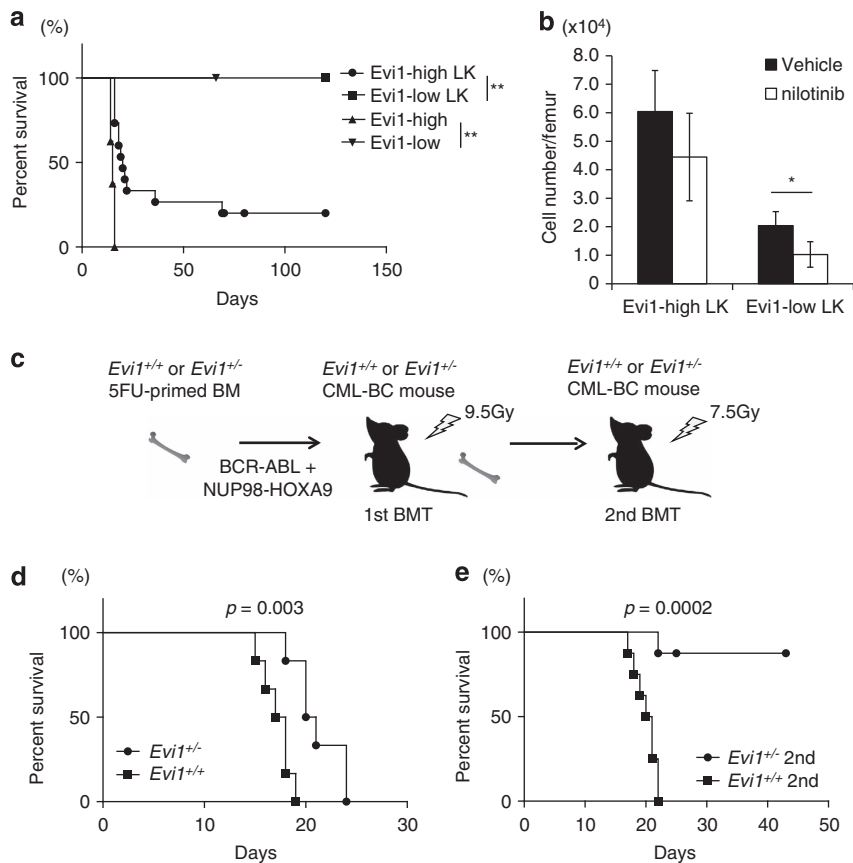 a
(%)
100
50
0
Percent survival
0 50 100 150
Days
Evi1-high LK
Evi1-low LK
**
Evi1-high
Evi1-low
**
b
(x10⁴)
8.0
7.0
6.0
5.0
4.0
3.0
2.0
1.0
0
Cell number/femur
Vehicle
nilotinib
*
Evi1-high LK Evi1-low LK
c
Evi1+/+ or Evi1+/-
5FU-primed BM
BCR-ABL +
NUP98-HOXA9
Evi1+/+ or Evi1+/-
CML-BC mouse
9.5Gy
1st BMT
Evi1+/+ or Evi1+/-
CML-BC mouse
7.5Gy
2nd BMT
d
(%)
p = 0.003
100
50
0
Percent survival
Evi1+/-
Evi1+/+
0 10 20 30
Days
e
(%)
p = 0.0002
100
50
0
Percent survival
Evi1+/- 2nd
Evi1+/+ 2nd
0 10 20 30 40 50
Days